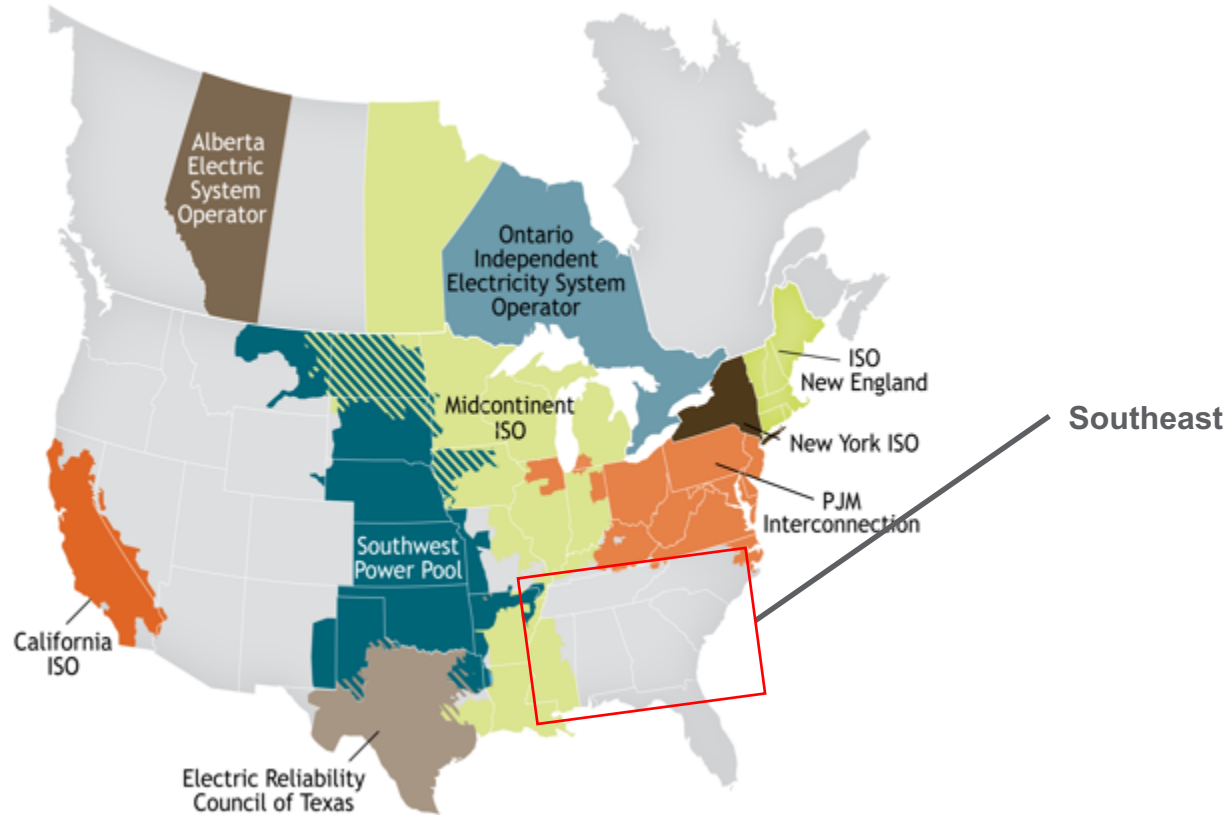 Alberta
Electric
System
Operator
Ontario
Independent
Electricity System
Operator
ISO
New England
Midcontinent
ISO
Southeast
New York ISO
PJM
Interconnection
Southwest
Power Pool
California
ISO
Electric Reliability
Council of Texas